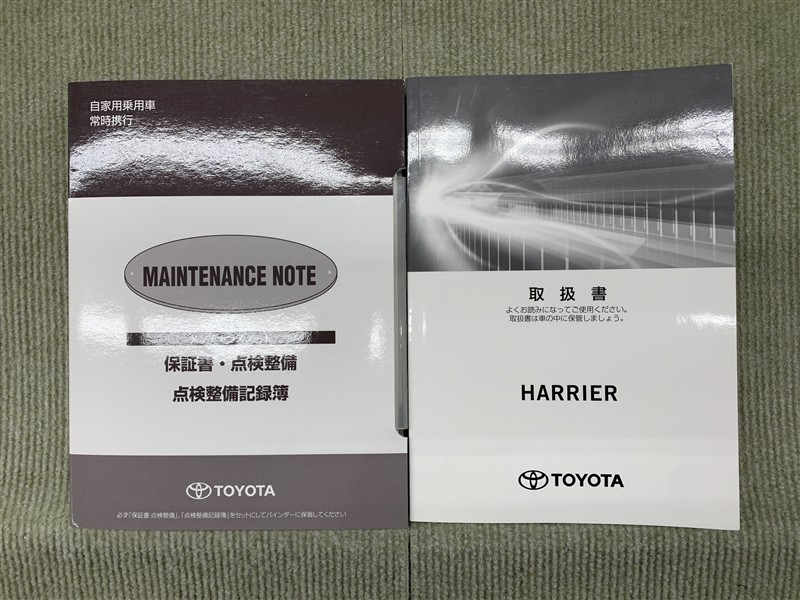 自家用乗用車
常時携行
MAINTENANCE NOTE
保証書・点検整備
点検整備記録簿
TOYOTA
必ず「保証書・点検整備」、「点検整備記録簿」をセットにしてバインダーに保管してください
取扱書
よくお読みになってご使用ください。
取扱書は車の中に保管しましょう。
HARRIER
TOYOTA